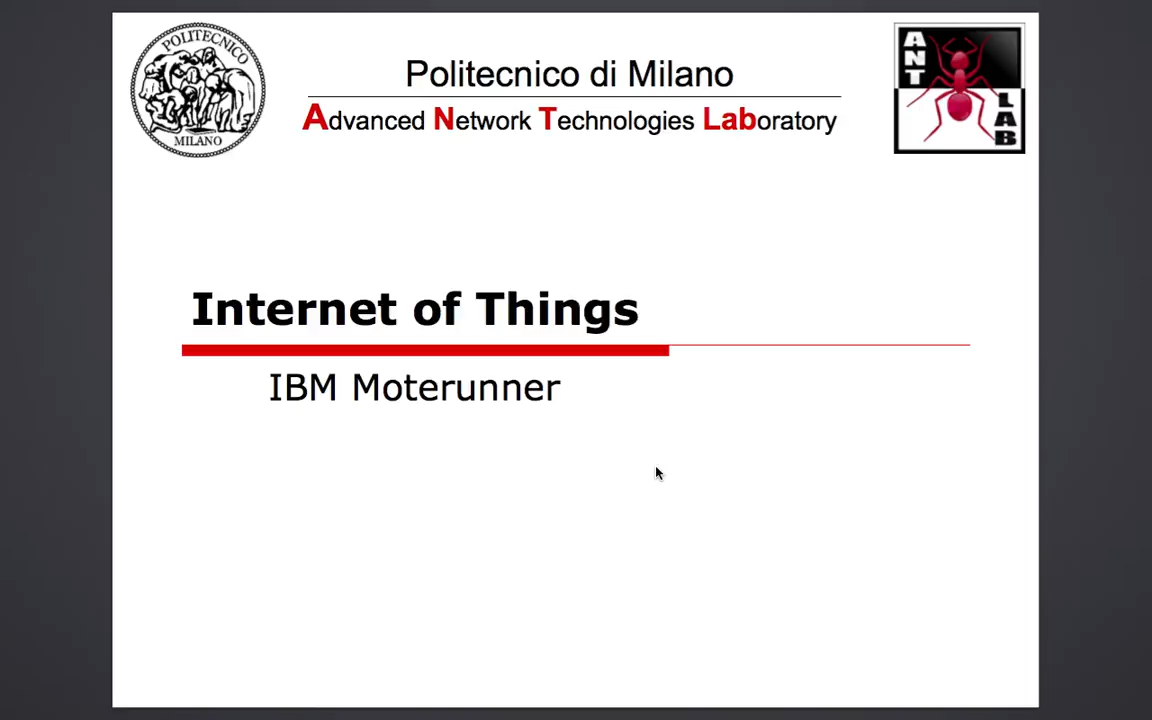 POLITECNICO
MILANO
Politecnico di Milano
Advanced Network Technologies Laboratory
ANT
LAB
Internet of Things
IBM Moterunner